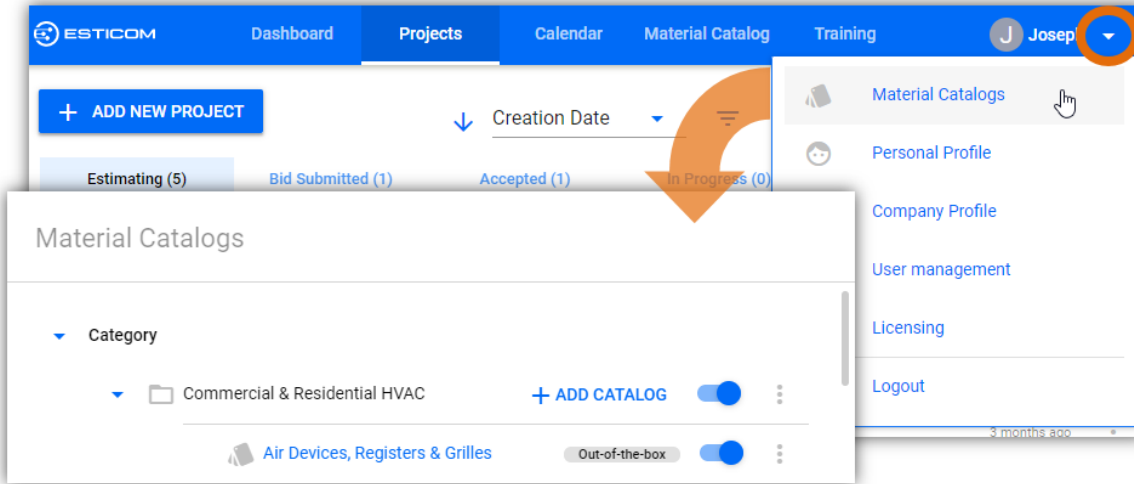 ESTICOM Dashboard Projects Calendar Material Catalog Training J Josep
+ ADD NEW PROJECT
Creation Date
Estimating (5) Bid Submitted (1) Accepted (1) In Progress (0)
Material Catalogs
Personal Profile
Company Profile
User management
Licensing
Logout
3 months ago
Material Catalogs
Category
Commercial & Residential HVAC + ADD CATALOG
Air Devices, Registers & Grilles Out-of-the-box